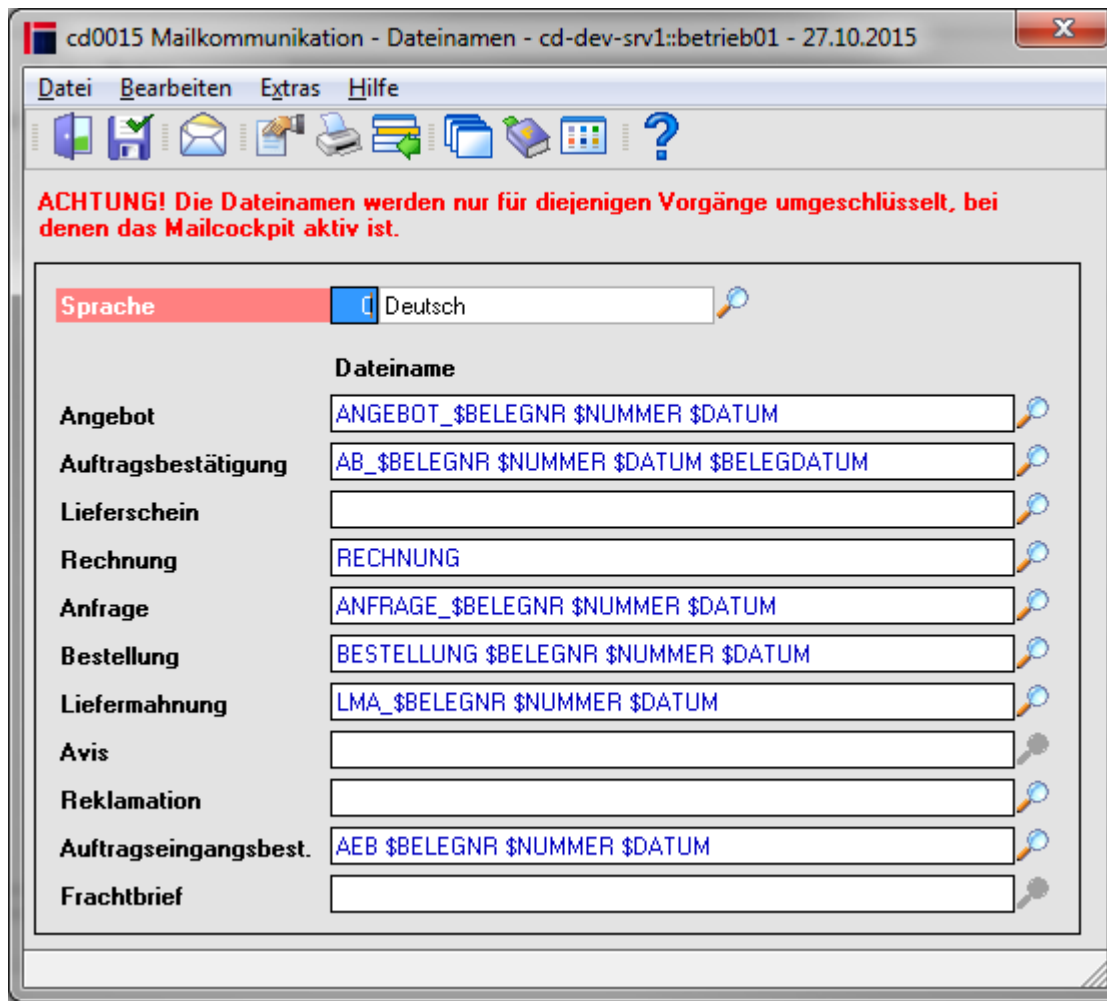 cd0015 Mailkommunikation - Dateinamen - cd-dev-srv1::betrieb01 - 27.10.2015
Datei Bearbeiten Extras Hilfe
ACHTUNG! Die Dateinamen werden nur für diejenigen Vorgänge umgeschlüsselt, bei
denen das Mailcockpit aktiv ist.
Sprache 0 Deutsch
Dateiname
Angebot ANGEBOT_$BELEGNR $NUMMER $DATUM
Auftragsbestätigung AB_$BELEGNR $NUMMER $DATUM $BELEGDATUM
Lieferschein
Rechnung RECHNUNG
Anfrage ANFRAGE_$BELEGNR $NUMMER $DATUM
Bestellung BESTELLUNG $BELEGNR $NUMMER $DATUM
Liefermahnung LMA_$BELEGNR $NUMMER $DATUM
Avis
Reklamation
Auftragseingangsbest. AEB $BELEGNR $NUMMER $DATUM
Frachtbrief